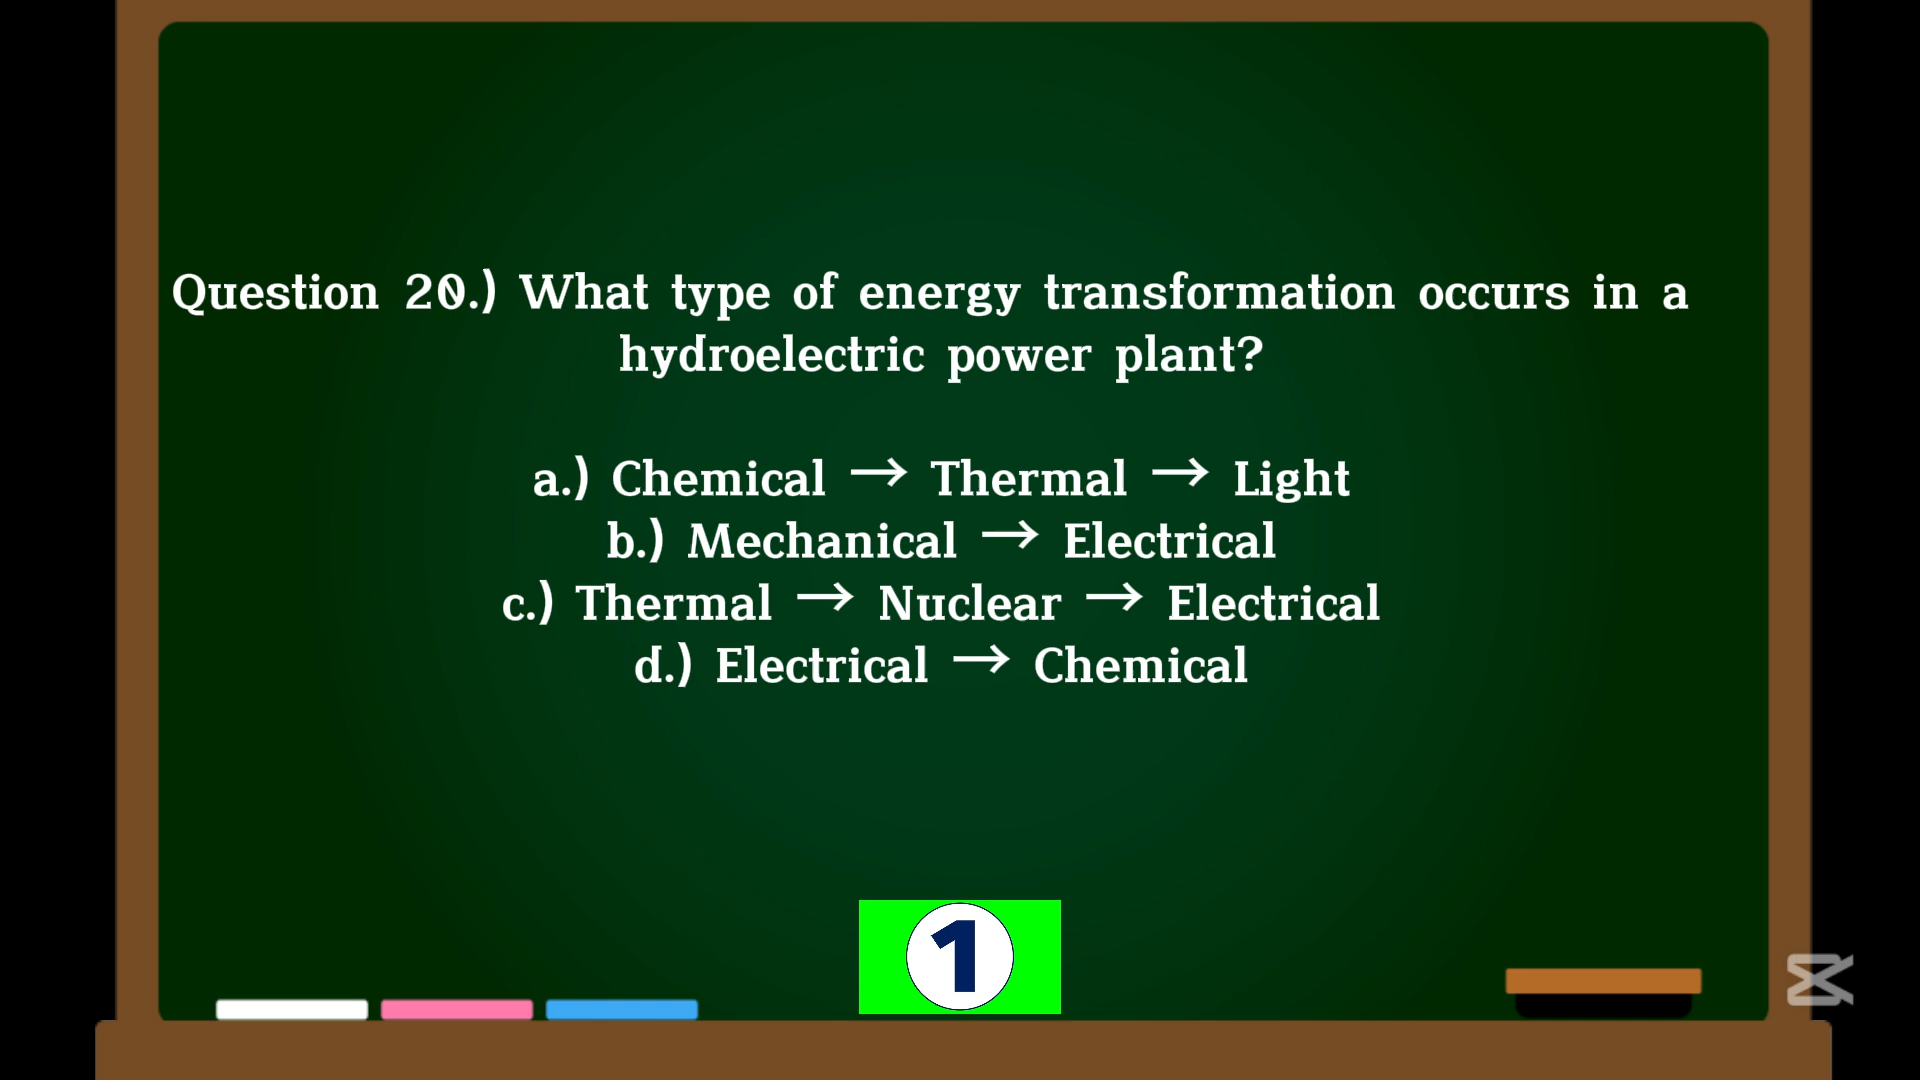 Question 20.) What type of energy transformation occurs in a
hydroelectric power plant?
a.) Chemical → Thermal → Light
b.) Mechanical → Electrical
c.) Thermal → Nuclear → Electrical
d.) Electrical → Chemical
1